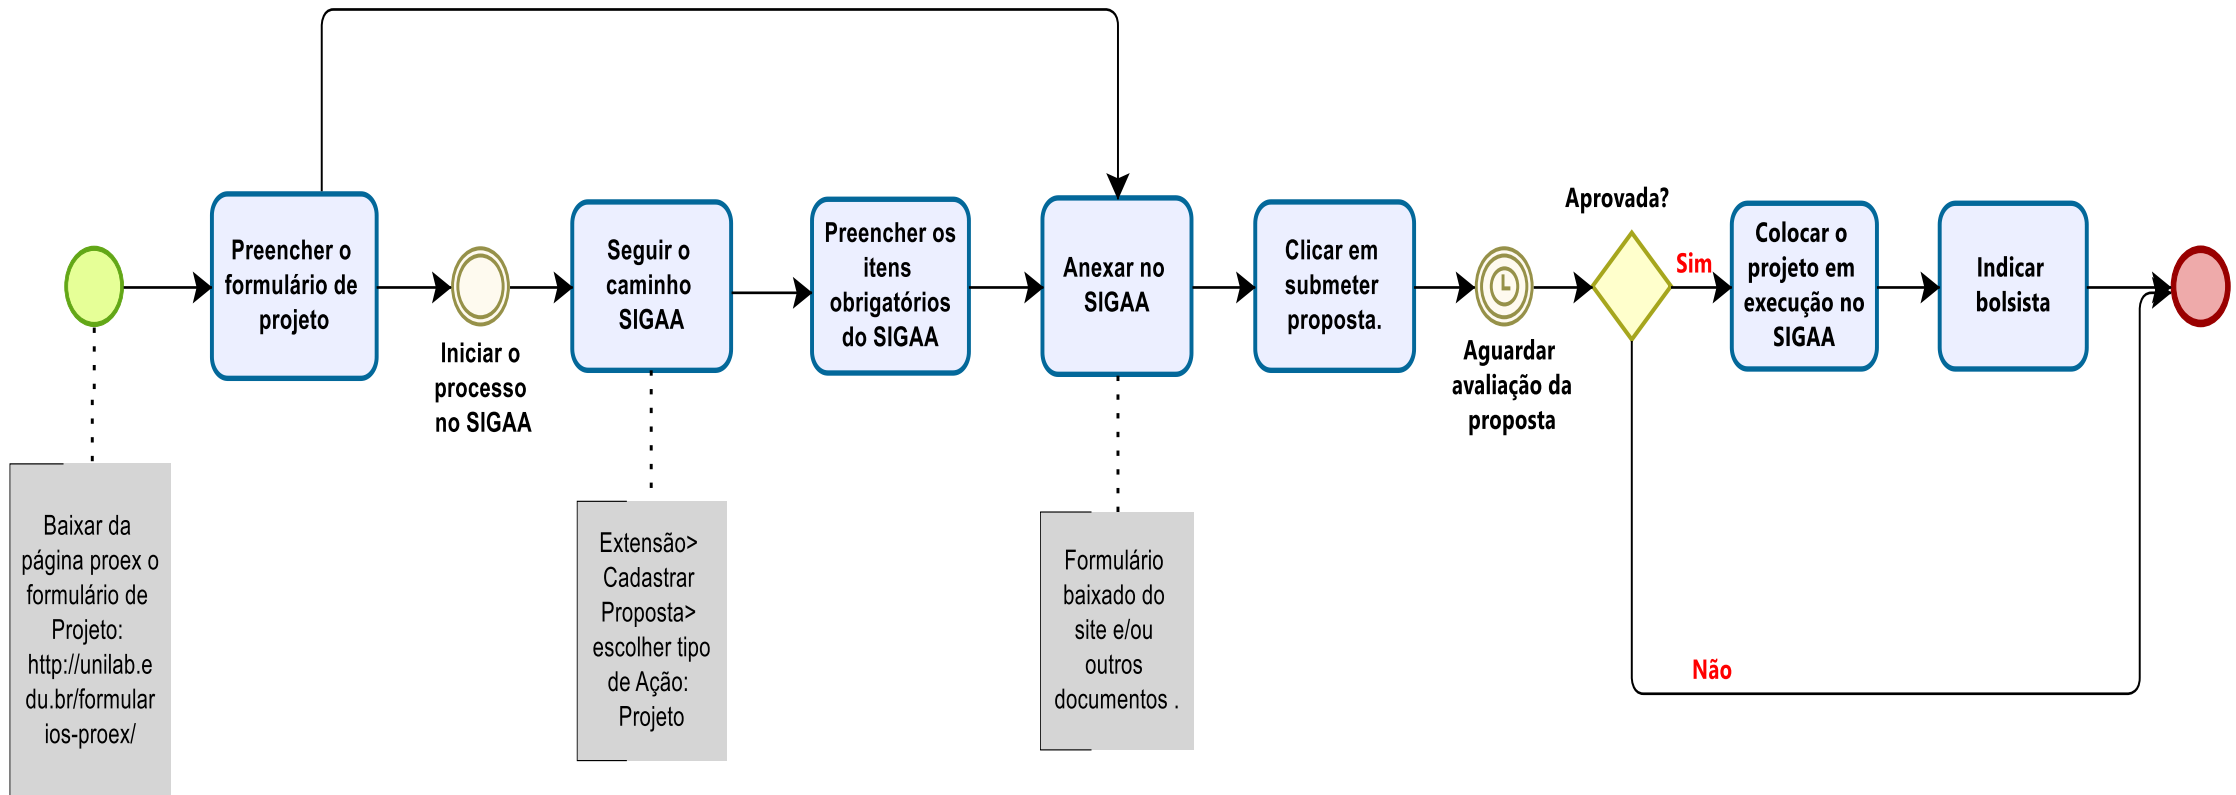 Preencher o
formulário de
projeto
Iniciar o
processo
no SIGAA
Seguir o
caminho
SIGAA
Preencher os
itens
obrigatórios
do SIGAA
Anexar no
SIGAA
Clicar em
submeter
proposta.
Aguardar
avaliação da
proposta
Aprovada?
Sim
Não
Colocar o
projeto em
execução no
SIGAA
Indicar
bolsista
Baixar da
página proex o
formulário de
Projeto:
http://unilab.e
du.br/formular
ios-proex/
Extensão>
Cadastrar
Proposta>
escolher tipo
de Ação:
Projeto
Formulário
baixado do
site e/ou
outros
documentos .